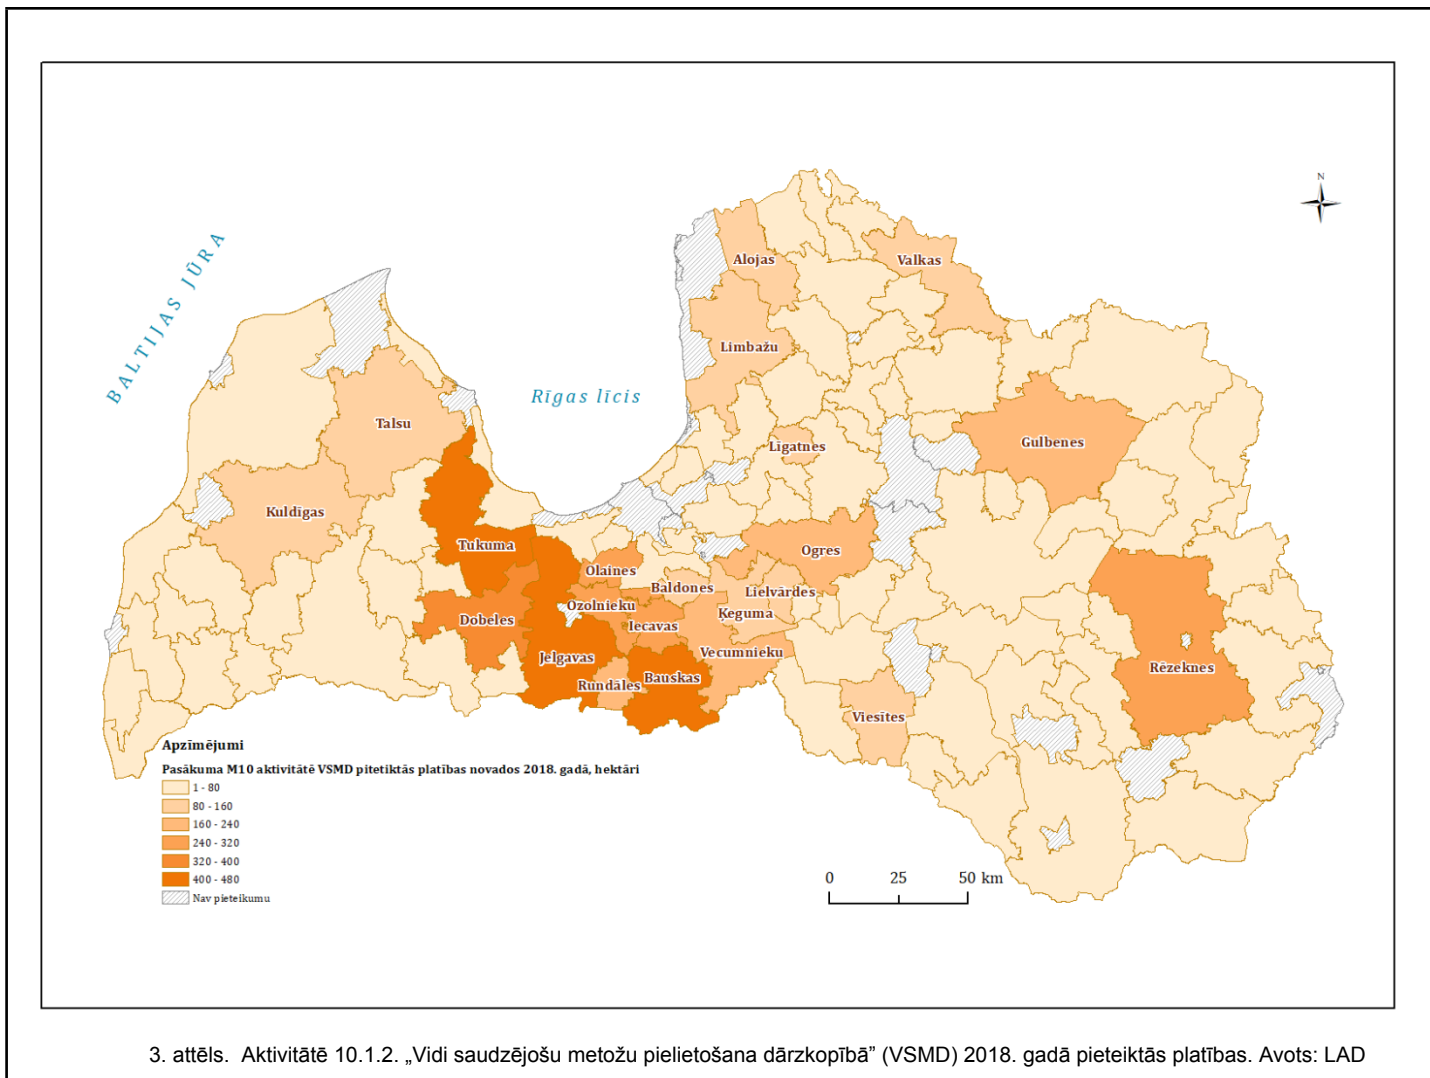 N
BALTIJAS JŪRA
Rīgas līcis
Alojas
Valkas
Limbažu
Talsu
Līgatnes
Gulbenes
Kuldīgas
Tukuma
Ogres
Olaines
Baldones
Lielvārdes
Ozolnieku
Ķeguma
Dobeles
Iecavas
Vecumnieku
Jelgavas
Bauskas
Rundāles
Rēzeknes
Viesītes
Apzīmējumi
Pasākuma M10 aktivitātē VSMD pitetiktās platības novados 2018. gadā, hektāri
1 - 80
80 - 160
160 - 240
240 - 320
320 - 400
400 - 480
Nav pieteikumu
0 25 50 km
3. attēls. Aktivitātē 10.1.2. „Vidi saudzējošu metožu pielietošana dārzkopībā” (VSMD) 2018. gadā pieteiktās platības. Avots: LAD